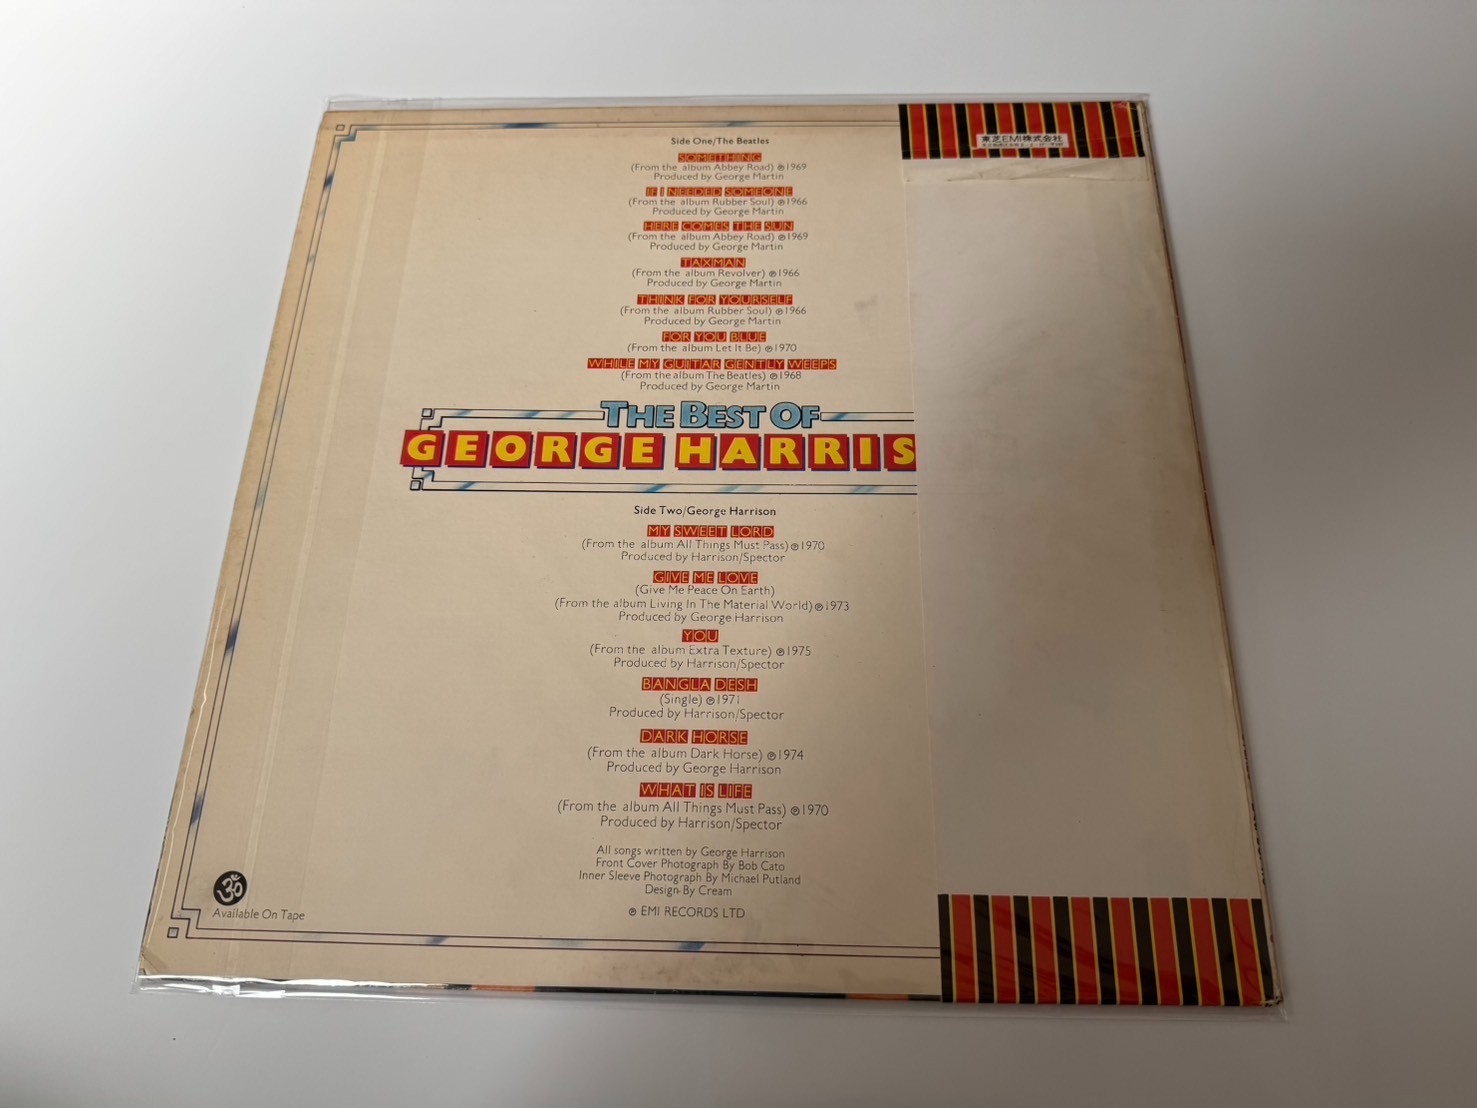 東芝EMI株式会社
Side One/The Beatles
SOMETHING
(From the album Abbey Road) ℗1969
Produced by George Martin
IF I NEEDED SOMEONE
(From the album Rubber Soul) ℗1966
Produced by George Martin
HERE COMES THE SUN
(From the album Abbey Road) ℗1969
Produced by George Martin
TAXMAN
(From the album Revolver) ℗1966
Produced by George Martin
THINK FOR YOURSELF
(From the album Rubber Soul) ℗1966
Produced by George Martin
FOR YOU BLUE
(From the album Let It Be) ℗1970
WHILE MY GUITAR GENTLY WEEPS
(From the album The Beatles) ℗1968
Produced by George Martin
THE BEST OF
GEORGE HARRIS
Side Two/George Harrison
MY SWEET LORD
(From the album All Things Must Pass) ℗1970
Produced by Harrison/Spector
GIVE ME LOVE
(Give Me Peace On Earth)
(From the album Living In The Material World) ℗1973
Produced by George Harrison
YOU
(From the album Extra Texture) ℗1975
Produced by Harrison/Spector
BANGLA DESH
(Single) ℗1971
Produced by Harrison/Spector
DARK HORSE
(From the album Dark Horse) ℗1974
Produced by George Harrison
WHAT IS LIFE
(From the album All Things Must Pass) ℗1970
Produced by Harrison/Spector
All songs written by George Harrison
Front Cover Photograph By Bob Cato
Inner Sleeve Photograph By Michael Putland
Design By Cream
℗ EMI RECORDS LTD
ॐ
Available On Tape